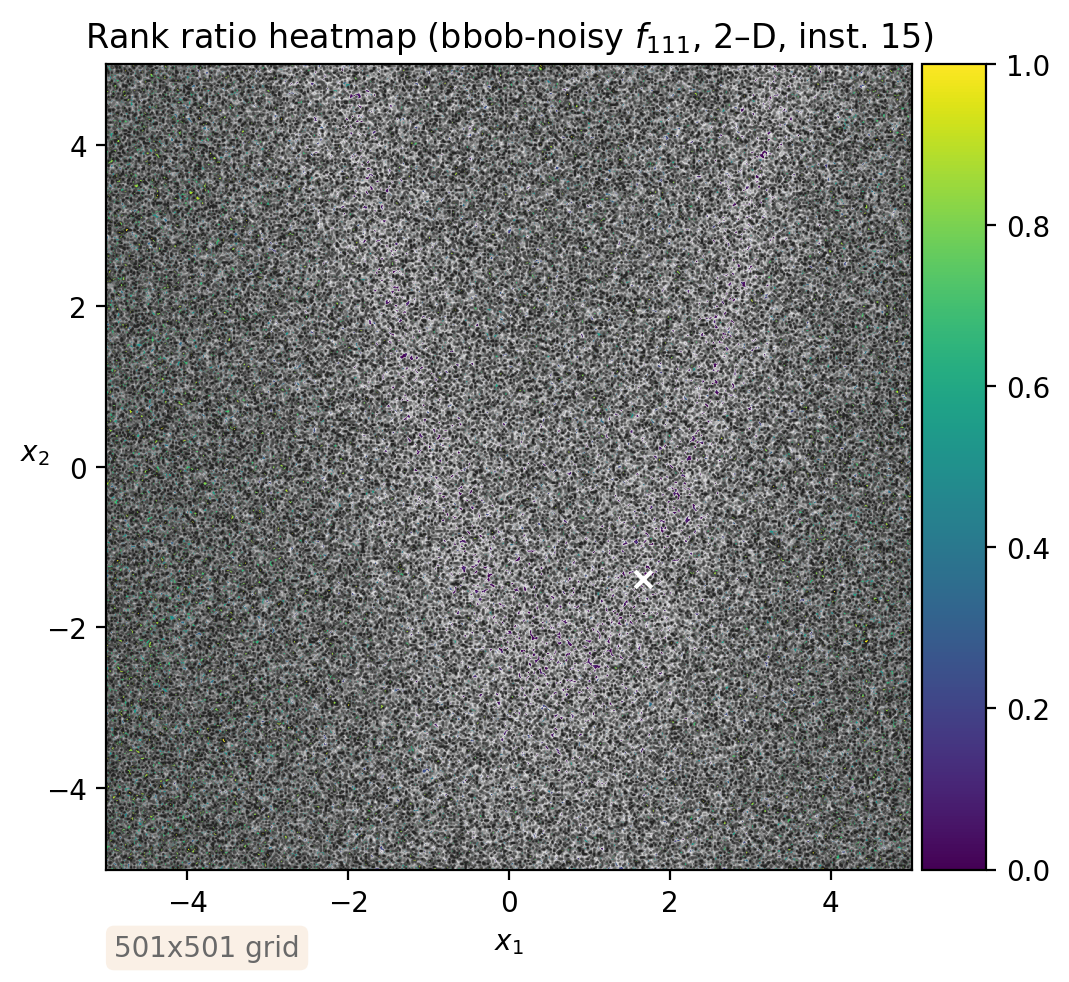 Rank ratio heatmap (bbob-noisy f₁₁₁, 2–D, inst. 15)
1.0
0.8
0.6
0.4
0.2
0.0
4
2
0
−2
−4
x₂
−4 −2 0 2 4
x₁
501x501 grid